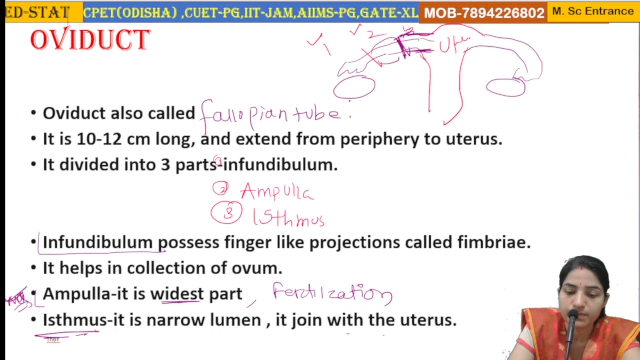 ED-STAT CPET(ODISHA) ,CUET-PG,IIT-JAM,AIIMS-PG,GATE-XL MOB-7894226802 M. Sc Entrance
OVIDUCT
1 2
• Oviduct also called fallopian tube.
• It is 10-12 cm long, and extend from periphery to uterus.
• It divided into 3 parts-infundibulum.
② Ampulla
③ Isthmus
• Infundibulum possess finger like projections called fimbriae.
• It helps in collection of ovum.
• Ampulla-it is widest part , Fertilization
• Isthmus-it is narrow lumen , it join with the uterus.